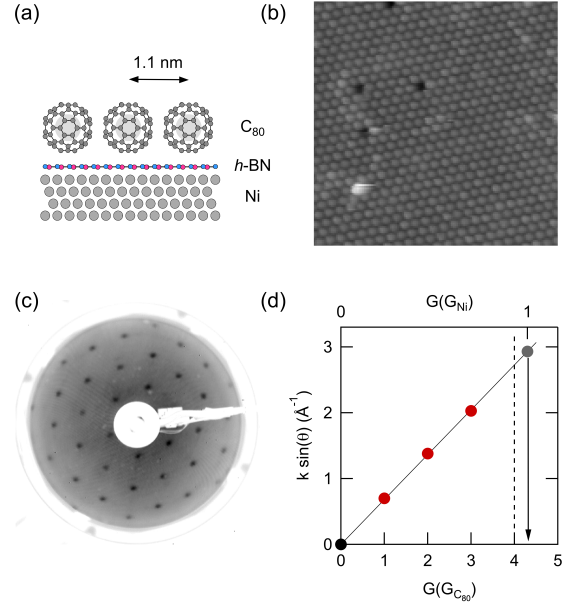 (a)
1.1 nm
C80
h-BN
Ni
(b)
(c)
(d)
G(GNi)
0 1
3
2
1
0
k sin(θ) (Å-1)
0 1 2 3 4 5
G(GC80)